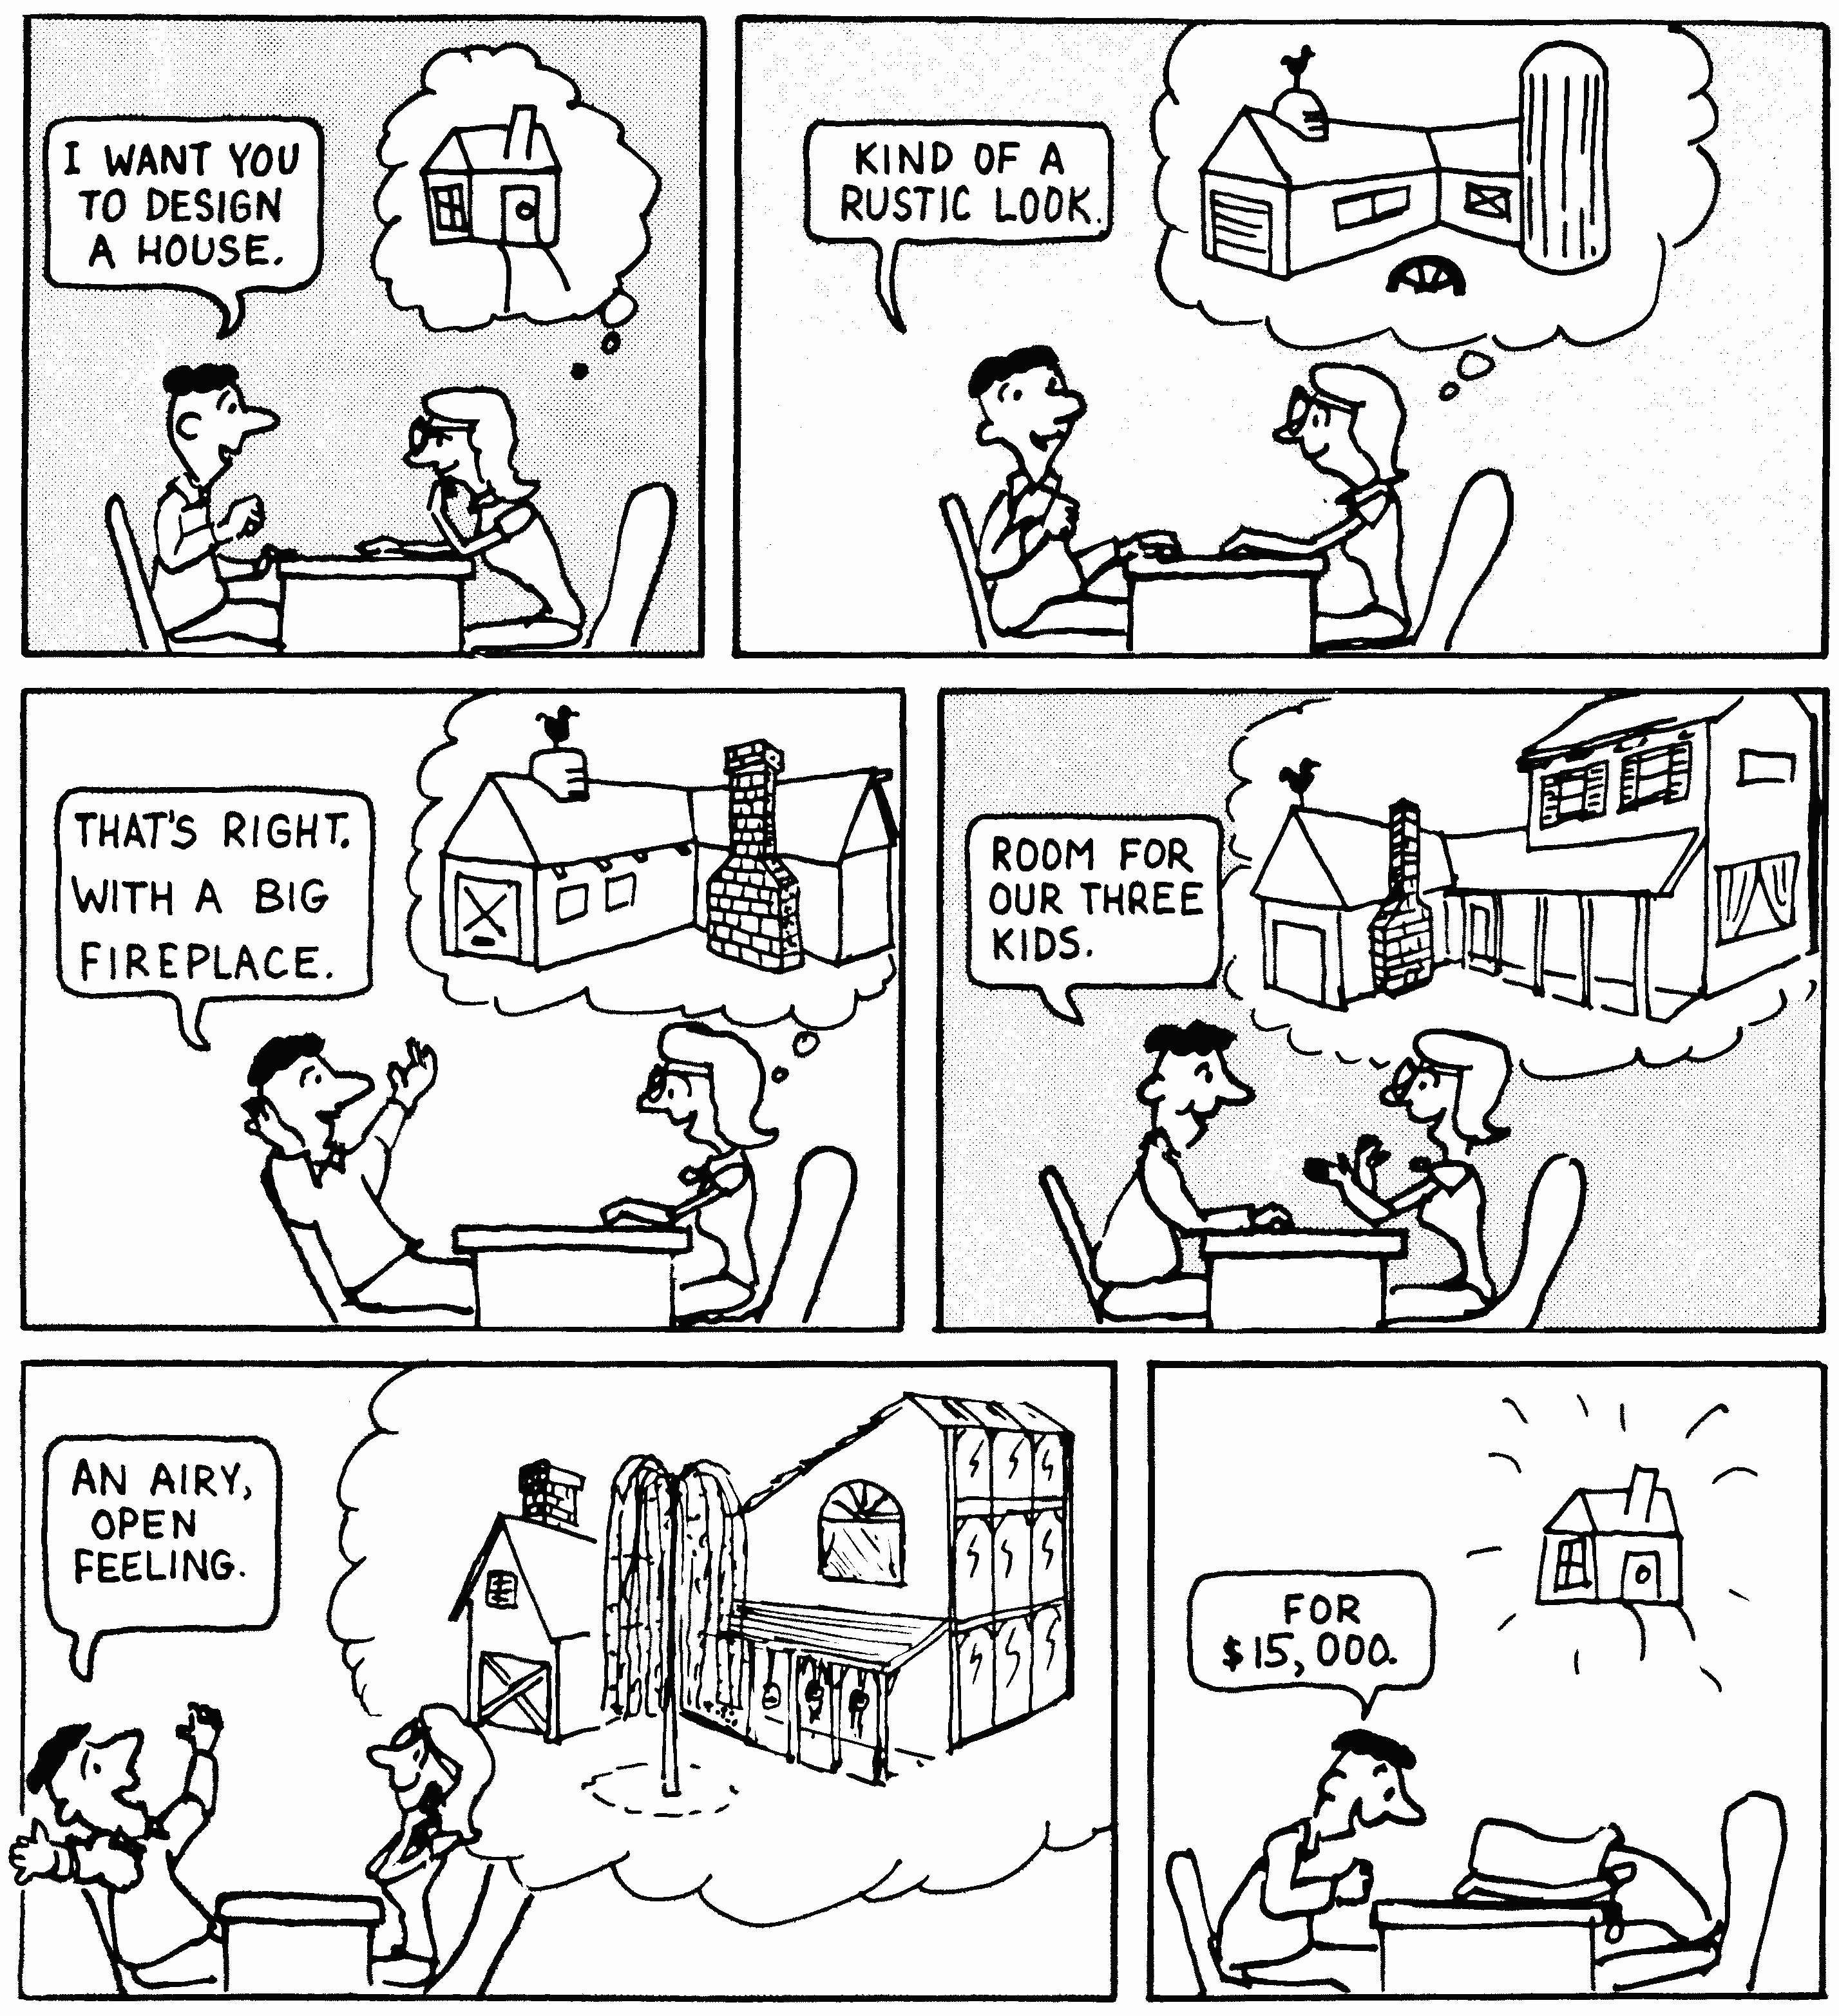 I WANT YOU
TO DESIGN
A HOUSE.
KIND OF A
RUSTIC LOOK.
THAT'S RIGHT.
WITH A BIG
FIREPLACE.
ROOM FOR
OUR THREE
KIDS.
AN AIRY,
OPEN
FEELING.
FOR
$15,000.